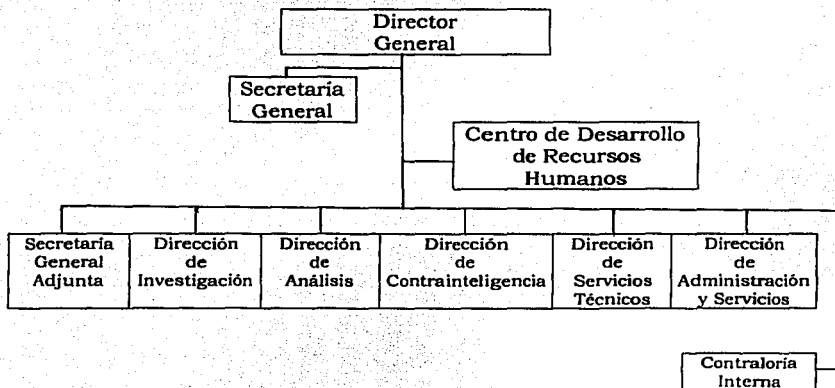 Director
General
Secretaría
General
Centro de Desarrollo
de Recursos
Humanos
Secretaría
General
Adjunta
Dirección
de
Investigación
Dirección
de
Análisis
Dirección
de
Contrainteligencia
Dirección
de
Servicios
Técnicos
Dirección
de
Administración
y Servicios
Contraloría
Interna